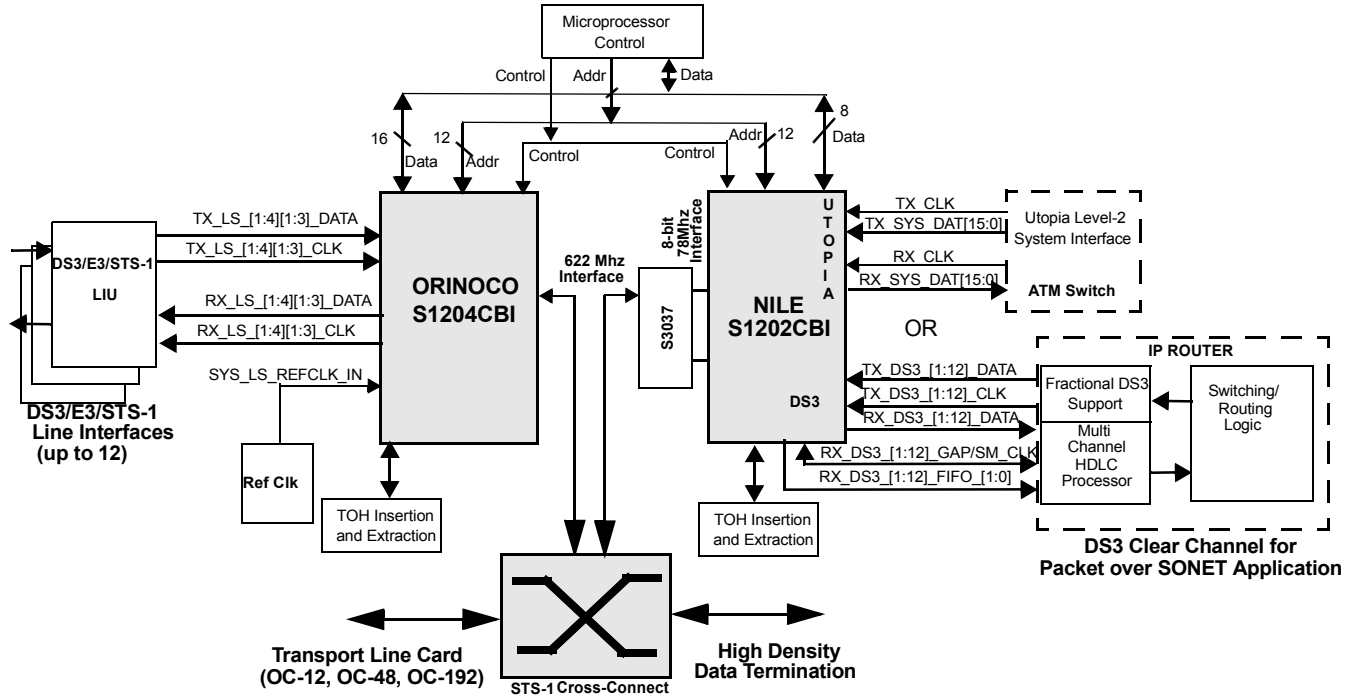 Microprocessor
Control
Control
Addr
Data
16
Data
12
Addr
Control
Control
Addr
12
8
Data
TX_LS_[1:4][1:3]_DATA
TX_LS_[1:4][1:3]_CLK
DS3/E3/STS-1
LIU
RX_LS_[1:4][1:3]_DATA
RX_LS_[1:4][1:3]_CLK
SYS_LS_REFCLK_IN
DS3/E3/STS-1
Line Interfaces
(up to 12)
Ref Clk
ORINOCO
S1204CBI
TOH Insertion
and Extraction
622 Mhz
Interface
8-bit
78Mhz
Interface
S3037
UTOPIA
NILE
S1202CBI
DS3
TOH Insertion
and Extraction
TX_CLK
TX_SYS_DAT[15:0]
RX_CLK
RX_SYS_DAT[15:0]
Utopia Level-2
System Interface
ATM Switch
OR
IP ROUTER
TX_DS3_[1:12]_DATA
TX_DS3_[1:12]_CLK
RX_DS3_[1:12]_DATA
RX_DS3_[1:12]_GAP/SM_CLK
RX_DS3_[1:12]_FIFO_[1:0]
Fractional DS3
Support
Multi
Channel
HDLC
Processor
Switching/
Routing
Logic
DS3 Clear Channel for
Packet over SONET Application
Transport Line Card
(OC-12, OC-48, OC-192)
High Density
Data Termination
STS-1 Cross-Connect